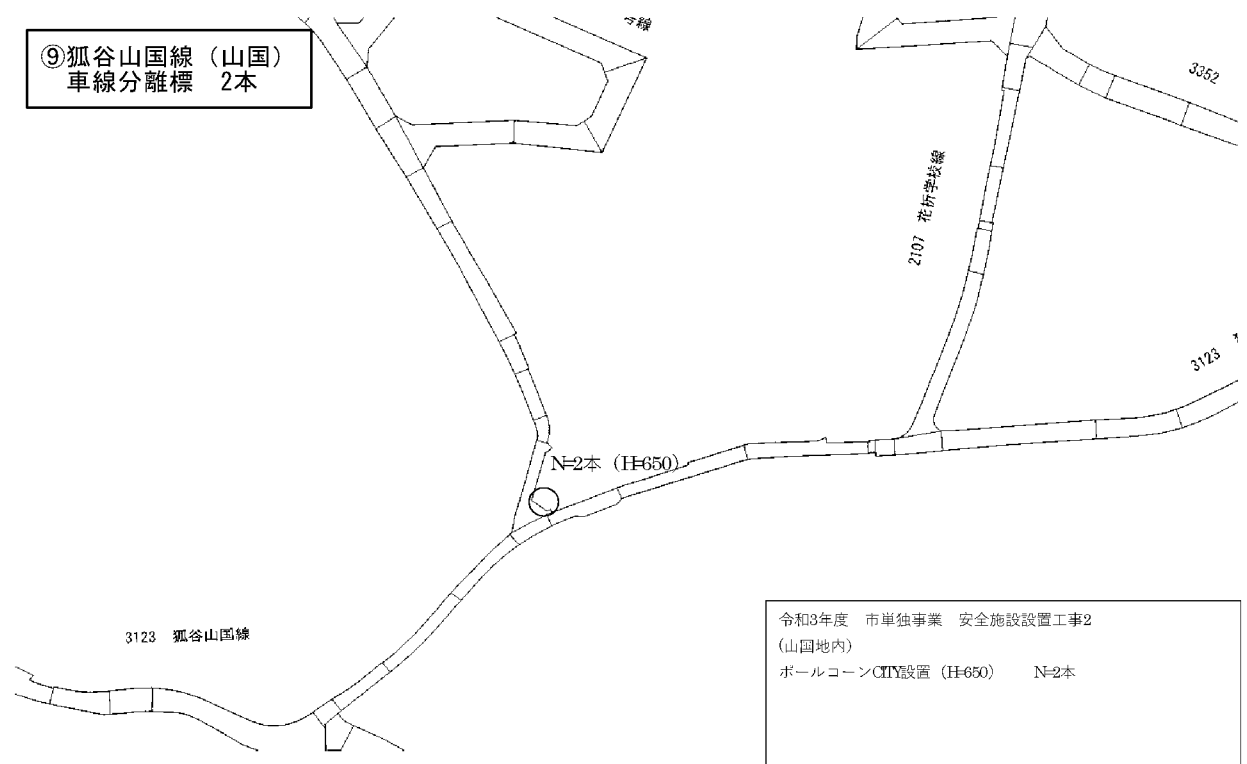 ⑨狐谷山国線（山国）
車線分離標　2本
谷線
3352
2107　花折学校線
3123
N=2本（H=650）
3123　狐谷山国線
令和3年度　市単独事業　安全施設設置工事2
(山国地内)
ポールコーンCITY設置（H=650）　　N=2本